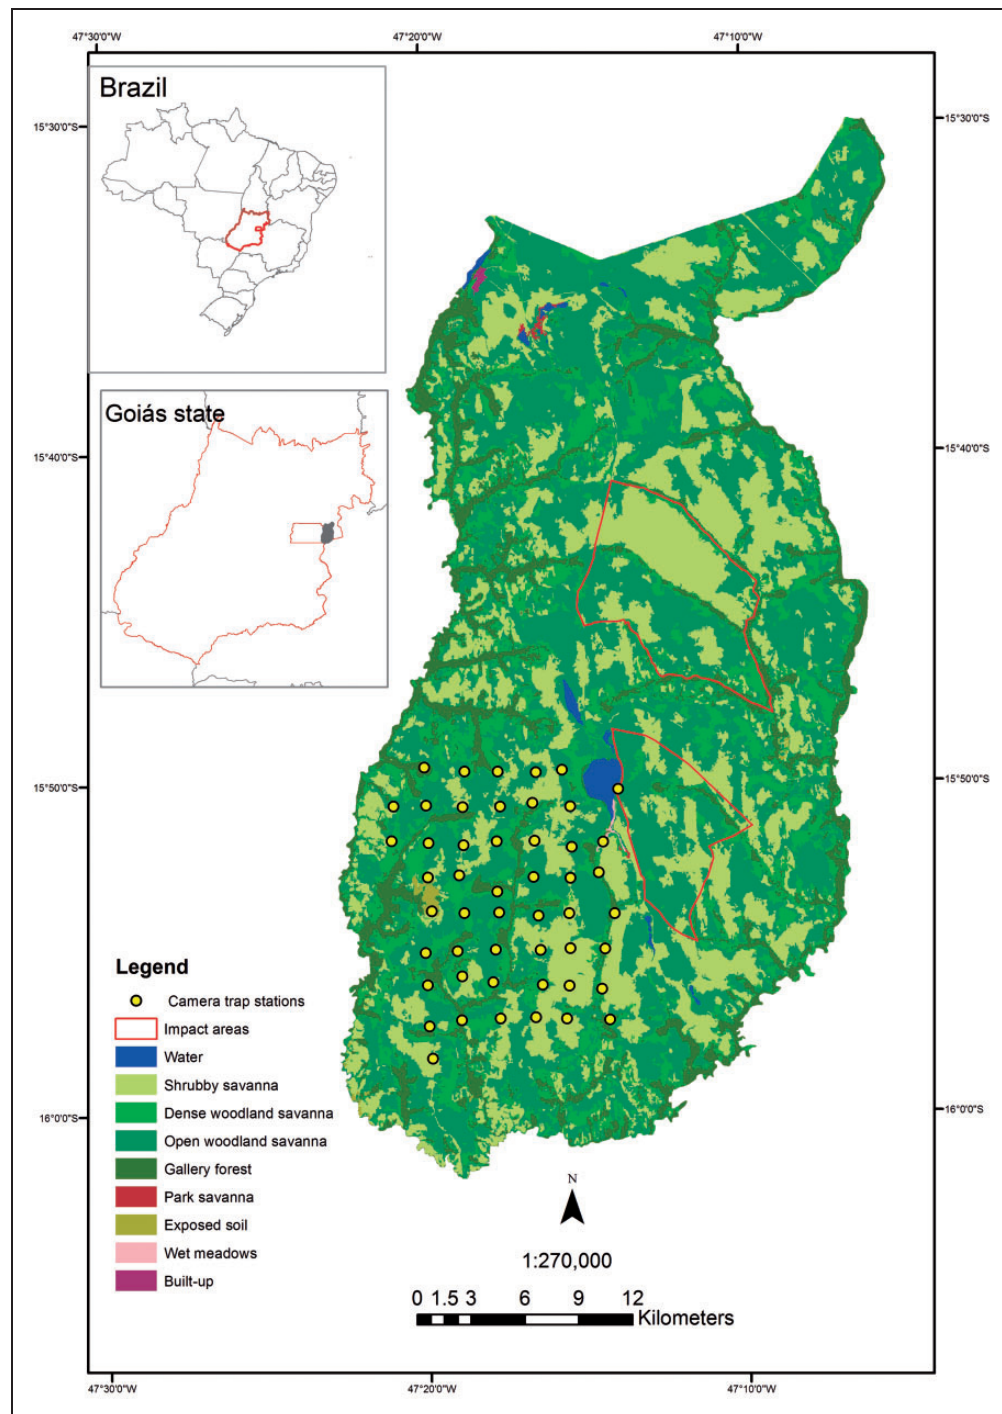 47°30'0"W 47°20'0"W 47°10'0"W
Brazil
15°30'0"S 15°30'0"S
Goiás state
15°40'0"S 15°40'0"S
15°50'0"S 15°50'0"S
Legend
Camera trap stations
Impact areas
Water
Shrubby savanna
Dense woodland savanna
Open woodland savanna
Gallery forest
Park savanna
Exposed soil
Wet meadows
Built-up
16°0'0"S 16°0'0"S
N
1:270,000
0 1.5 3 6 9 12
Kilometers
47°30'0"W 47°20'0"W 47°10'0"W